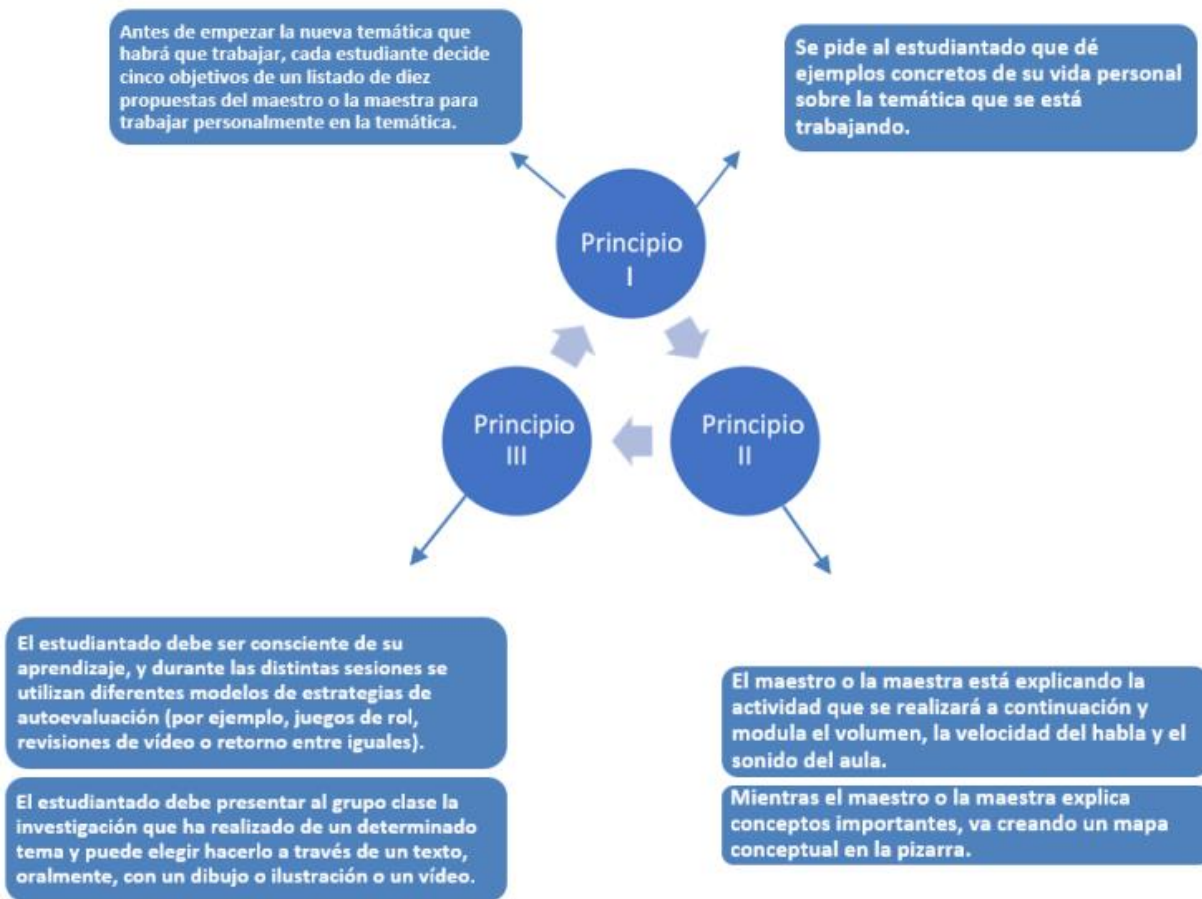 Antes de empezar la nueva temática que
habrá que trabajar, cada estudiante decide
cinco objetivos de un listado de diez
propuestas del maestro o la maestra para
trabajar personalmente en la temática.
Se pide al estudiantado que dé
ejemplos concretos de su vida personal
sobre la temática que se está
trabajando.
Principio
I
Principio
III
Principio
II
El estudiantado debe ser consciente de su
aprendizaje, y durante las distintas sesiones se
utilizan diferentes modelos de estrategias de
autoevaluación (por ejemplo, juegos de rol,
revisiones de vídeo o retorno entre iguales).
El estudiantado debe presentar al grupo clase la
investigación que ha realizado de un determinado
tema y puede elegir hacerlo a través de un texto,
oralmente, con un dibujo o ilustración o un vídeo.
El maestro o la maestra está explicando la
actividad que se realizará a continuación y
modula el volumen, la velocidad del habla y el
sonido del aula.
Mientras el maestro o la maestra explica
conceptos importantes, va creando un mapa
conceptual en la pizarra.